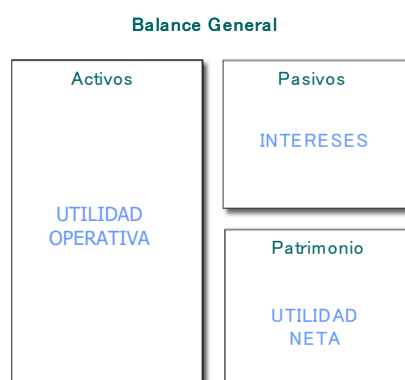 Balance General
Activos
UTILIDAD
OPERATIVA
Pasivos
INTERESES
Patrimonio
UTILIDAD
NETA